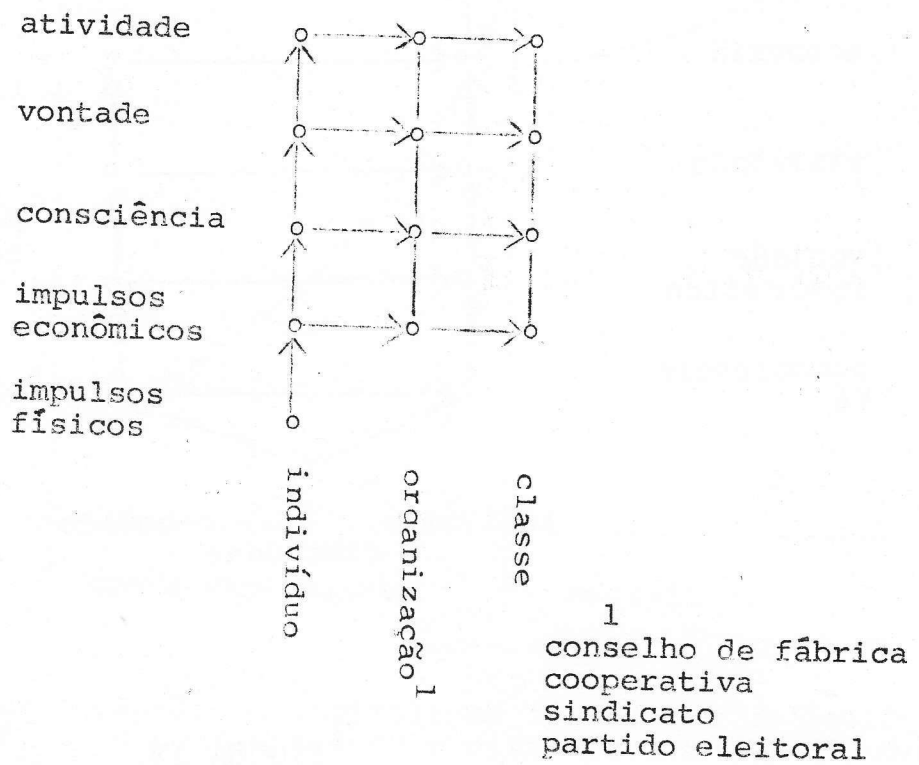 atividade
vontade
consciência
impulsos
econômicos
impulsos
físicos
indivíduo
organização1
classe
1
conselho de fábrica
cooperativa
sindicato
partido eleitoral